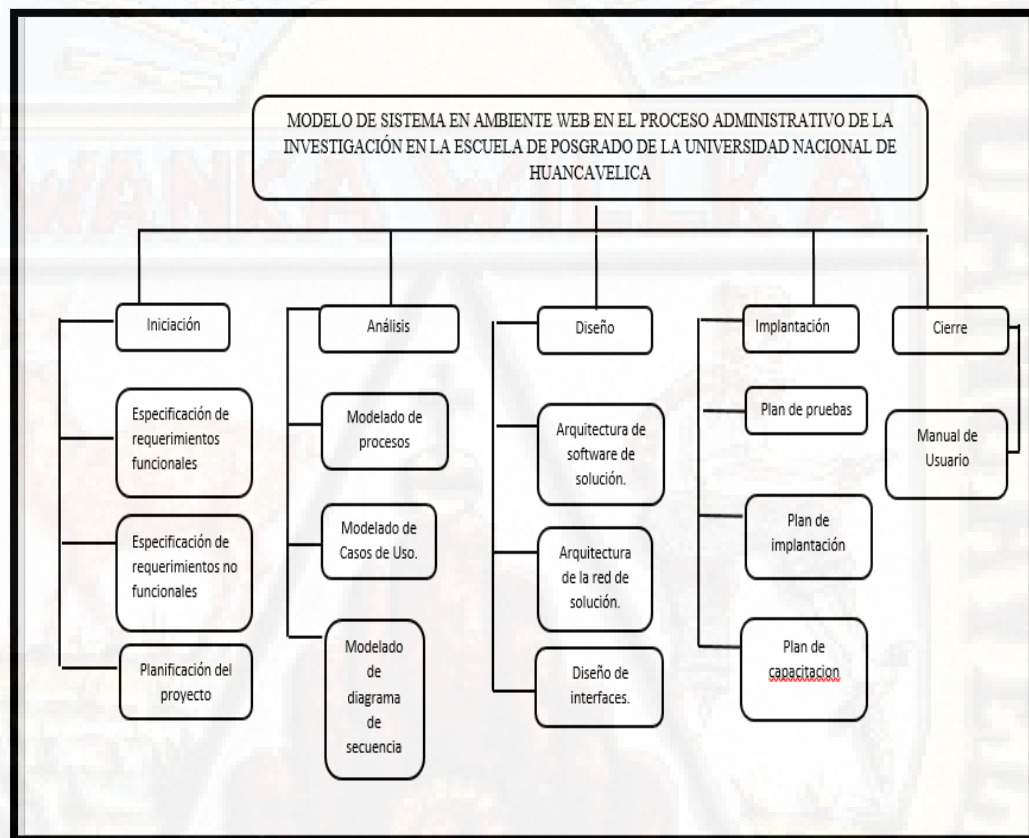 MODELO DE SISTEMA EN AMBIENTE WEB EN EL PROCESO ADMINISTRATIVO DE LA
INVESTIGACIÓN EN LA ESCUELA DE POSGRADO DE LA UNIVERSIDAD NACIONAL DE
HUANCAVELICA
WANKA WILLKA
Iniciación
Especificación de
requerimientos
funcionales
Especificación de
requerimientos no
funcionales
Planificación del
proyecto
Análisis
Modelado de
procesos
Modelado de
Casos de Uso.
Modelado
de
diagrama
de
secuencia
Diseño
Arquitectura de
software de
solución.
Arquitectura
de la red de
solución.
Diseño de
interfaces.
Implantación
Plan de pruebas
Plan de
implantación
Plan de
capacitacion
Cierre
Manual de
Usuario